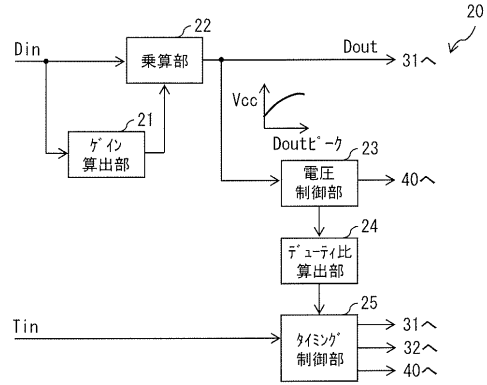 20
22
Din
乗算部
Dout
31へ
21
ゲイン
算出部
Vcc
Doutピーク
23
電圧
制御部
40へ
24
デューティ比
算出部
25
Tin
タイミング
制御部
31へ
32へ
40へ